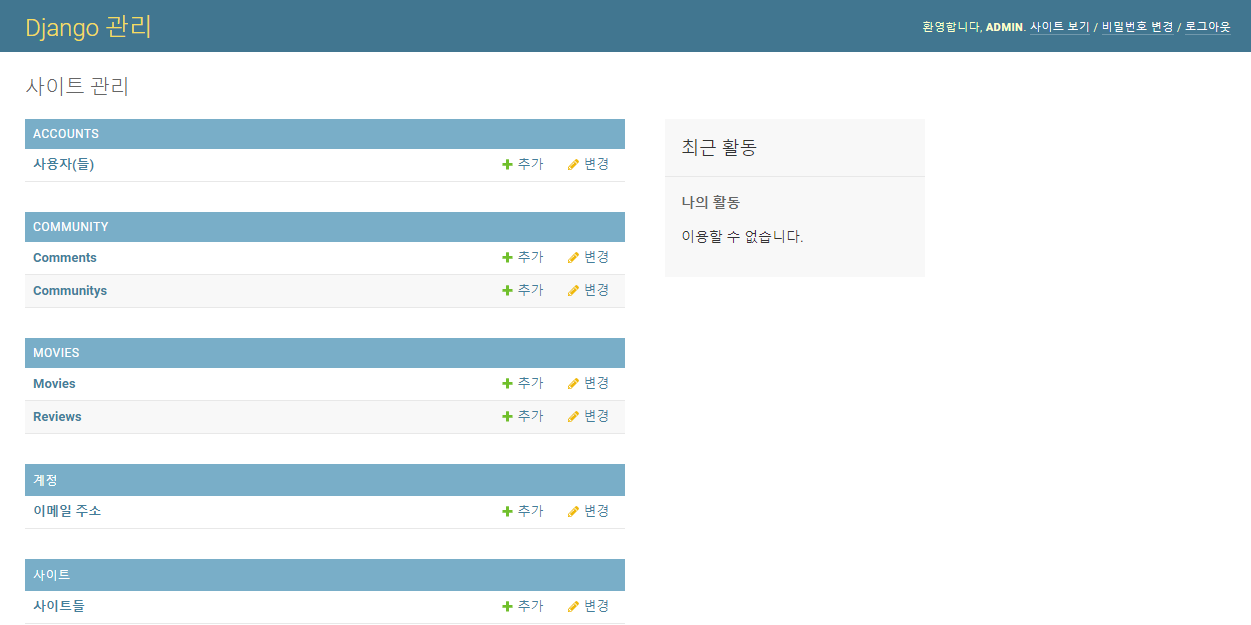 Django 관리
환영합니다, ADMIN. 사이트 보기 / 비밀번호 변경 / 로그아웃
사이트 관리
ACCOUNTS
사용자(들) 추가 변경
COMMUNITY
Comments 추가 변경
Communitys 추가 변경
MOVIES
Movies 추가 변경
Reviews 추가 변경
계정
이메일 주소 추가 변경
사이트
사이트들 추가 변경
최근 활동
나의 활동
이용할 수 없습니다.